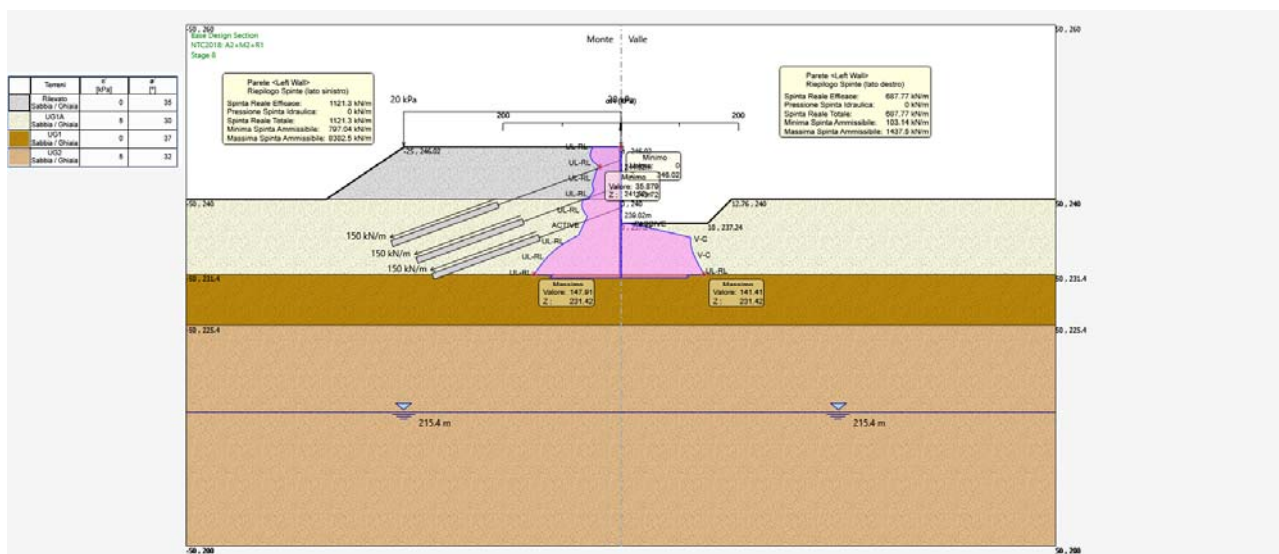 -50 , 260
50 , 260
Base Design Section
NTC2018: A2+M2+R1
Stage 8
Monte Valle
Terreni c' [kPa] ø' [°]
Rilevato
Sabbia / Ghiaia 0 35
UG1A
Sabbia / Ghiaia 5 30
UG1
Sabbia / Ghiaia 0 37
UG2
Sabbia / Ghiaia 5 32
Parete <Left Wall>
Riepilogo Spinte (lato sinistro)
Spinta Reale Efficace: 1121.3 kN/m
Pressione Spinta Idraulica: 0 kN/m
Spinta Reale Totale: 1121.3 kN/m
Minima Spinta Ammissibile: 797.04 kN/m
Massima Spinta Ammissibile: 8382.5 kN/m
Parete <Left Wall>
Riepilogo Spinte (lato destro)
Spinta Reale Efficace: 687.77 kN/m
Pressione Spinta Idraulica: 0 kN/m
Spinta Reale Totale: 687.77 kN/m
Minima Spinta Ammissibile: 103.14 kN/m
Massima Spinta Ammissibile: 1437.8 kN/m
20 kPa
200
200
-25 , 246.02
UL-RL
UL-RL
UL-RL
UL-RL
UL-RL
ACTIVE
UL-RL
UL-RL
UL-RL
Minimo
Minimo
Valore: 35.879
239.02m
-50 , 240
12.76 , 240
50 , 240
10 , 237.24
V-C
V-C
UL-RL
150 kN/m
150 kN/m
150 kN/m
-50 , 231.4
50 , 231.4
Massimo
Valore: 147.91
Z : 231.42
Massimo
Valore: 141.41
Z : 231.42
-50 , 225.4
50 , 225.4
215.4 m
215.4 m
-50 , 200
50 , 200